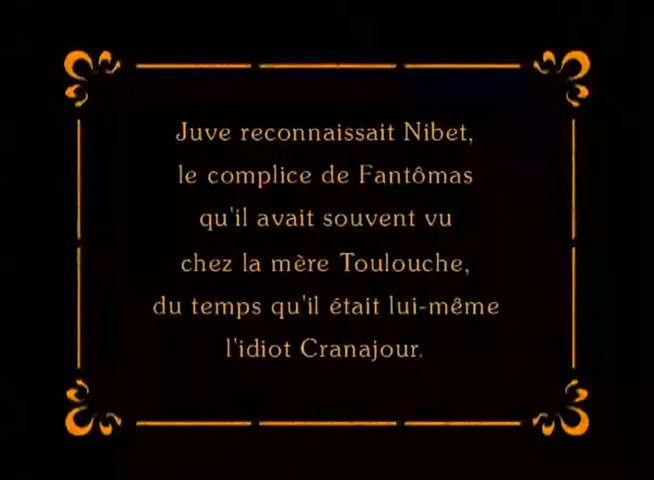 Juve reconnaissait Nibet,
le complice de Fantômas
qu'il avait souvent vu
chez la mère Toulouche,
du temps qu'il était lui-même
l'idiot Cranajour.